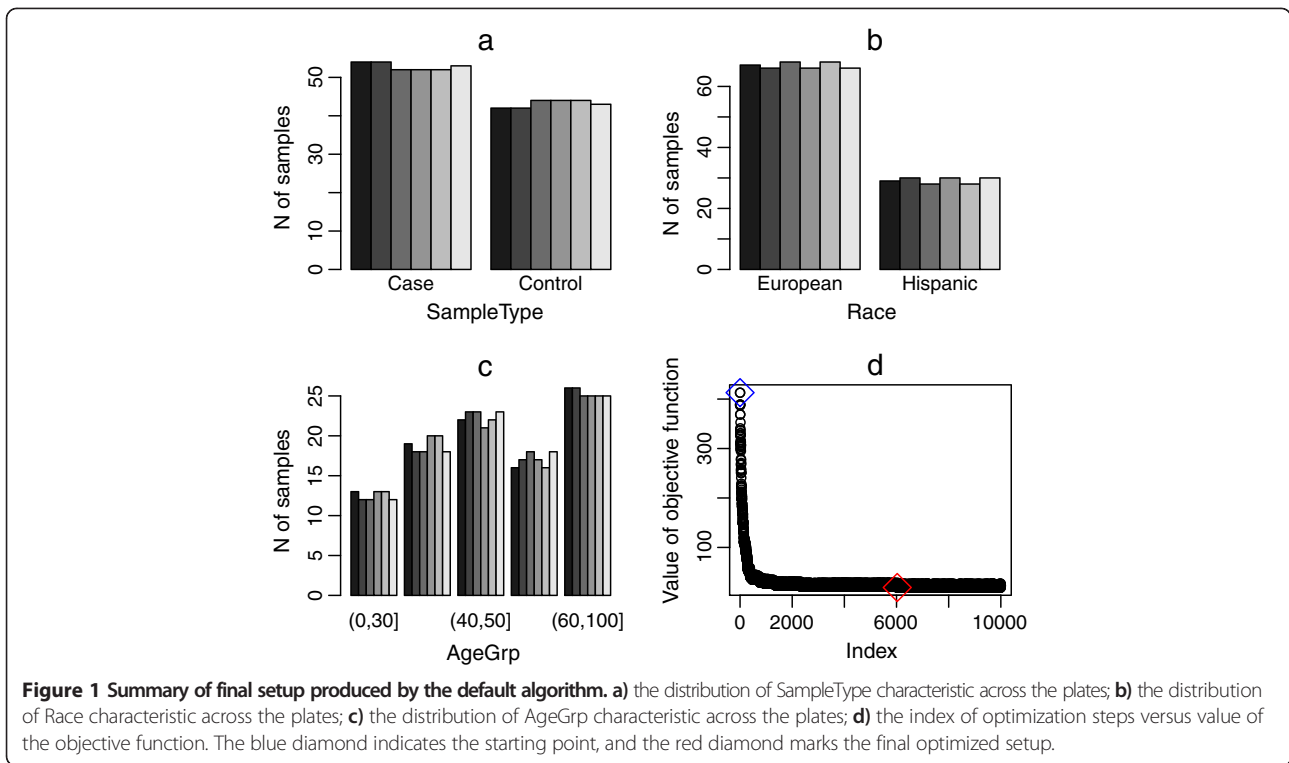 a
N of samples
0
10
30
50
Case
Control
SampleType
b
N of samples
0
20
40
60
European
Hispanic
Race
c
N of samples
0
5
10
15
20
25
(0,30]
(40,50]
(60,100]
AgeGrp
d
Value of objective function
100
300
0
2000
6000
10000
Index
Figure 1 Summary of final setup produced by the default algorithm. a) the distribution of SampleType characteristic across the plates; b) the distribution
of Race characteristic across the plates; c) the distribution of AgeGrp characteristic across the plates; d) the index of optimization steps versus value of
the objective function. The blue diamond indicates the starting point, and the red diamond marks the final optimized setup.